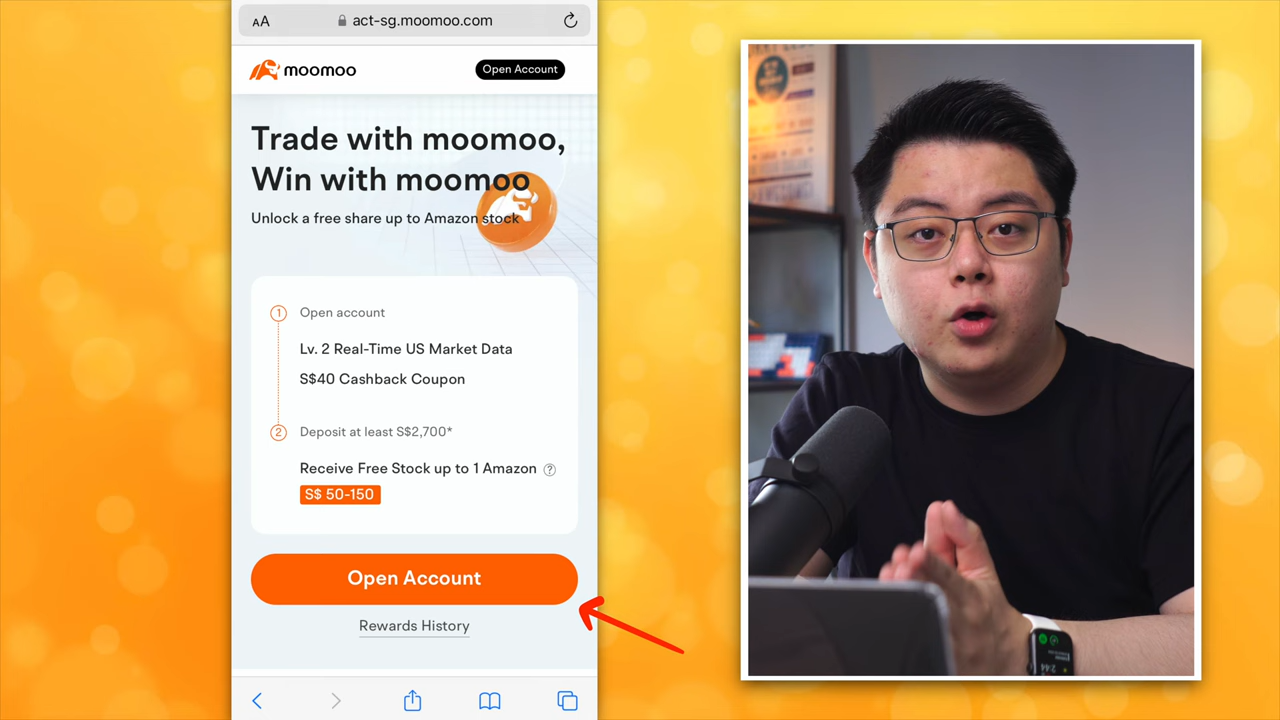 AA
act-sg.moomoo.com
moomoo
Open Account
Trade with moomoo,
Win with moomoo
Unlock a free share up to Amazon stock
1 Open account
Lv. 2 Real-Time US Market Data
S$40 Cashback Coupon
2 Deposit at least S$2,700*
Receive Free Stock up to 1 Amazon ?
S$ 50-150
Open Account
Rewards History